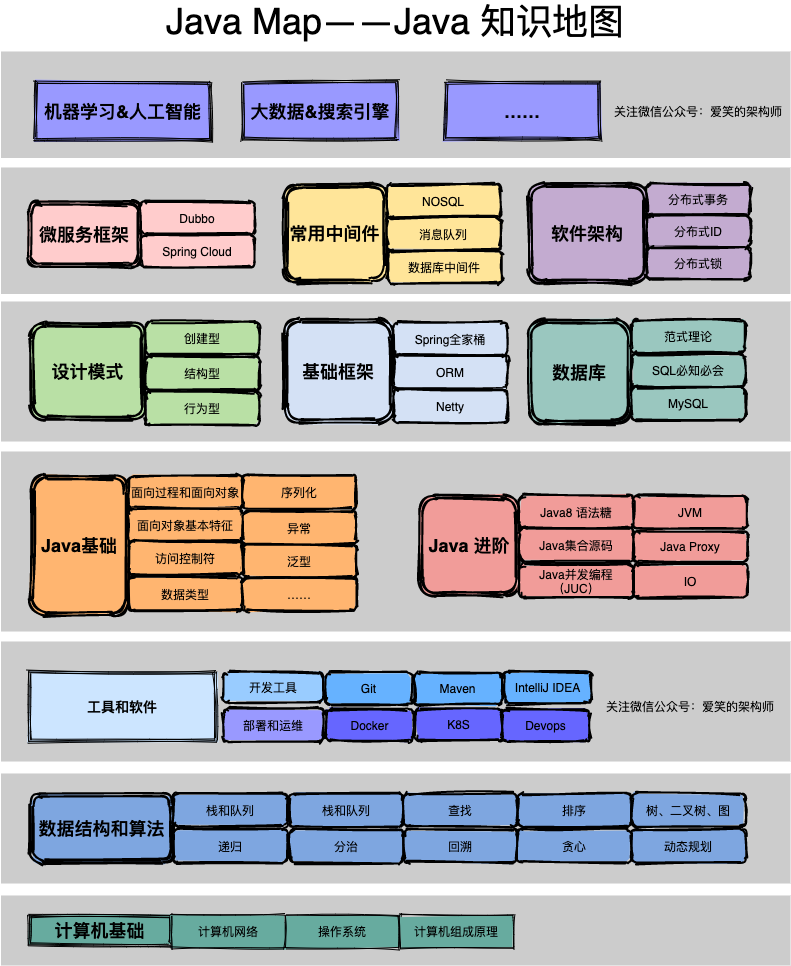 Java Map——Java 知识地图
机器学习&人工智能
大数据&搜索引擎
……
关注微信公众号：爱笑的架构师
微服务框架
Dubbo
Spring Cloud
常用中间件
NOSQL
消息队列
数据库中间件
软件架构
分布式事务
分布式ID
分布式锁
设计模式
创建型
结构型
行为型
基础框架
Spring全家桶
ORM
Netty
数据库
范式理论
SQL必知必会
MySQL
Java基础
面向过程和面向对象
序列化
面向对象基本特征
异常
访问控制符
泛型
数据类型
……
Java 进阶
Java8 语法糖
JVM
Java集合源码
Java Proxy
Java并发编程
（JUC）
IO
工具和软件
开发工具
Git
Maven
IntelliJ IDEA
部署和运维
Docker
K8S
Devops
关注微信公众号：爱笑的架构师
数据结构和算法
栈和队列
栈和队列
查找
排序
树、二叉树、图
递归
分治
回溯
贪心
动态规划
计算机基础
计算机网络
操作系统
计算机组成原理